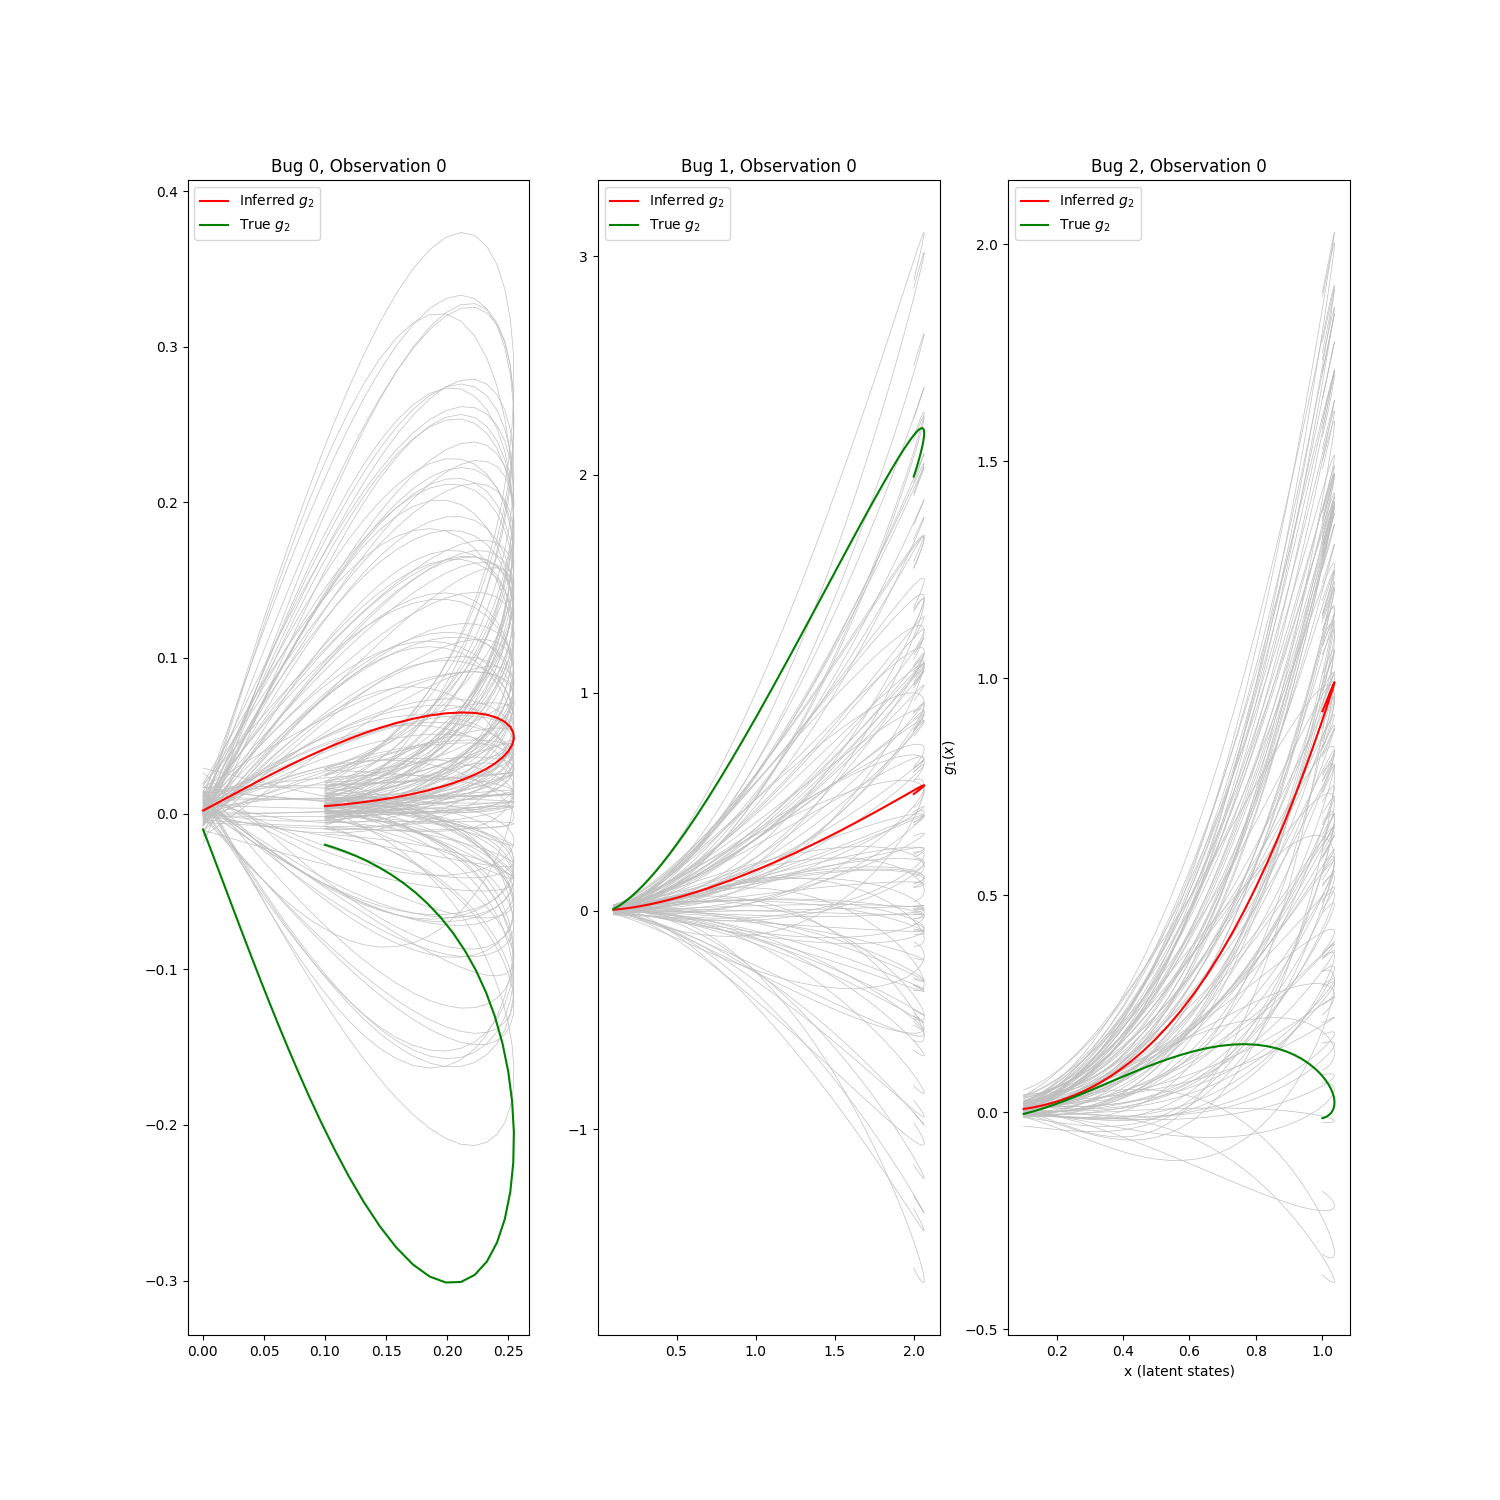 Bug 0, Observation 0
Inferred g₂
True g₂
0.4
0.3
0.2
0.1
0.0
−0.1
−0.2
−0.3
0.00 0.05 0.10 0.15 0.20 0.25
Bug 1, Observation 0
Inferred g₂
True g₂
3
2
1
0
−1
0.5 1.0 1.5 2.0
Bug 2, Observation 0
Inferred g₂
True g₂
g₁(x)
2.0
1.5
1.0
0.5
0.0
−0.5
0.2 0.4 0.6 0.8 1.0
x (latent states)